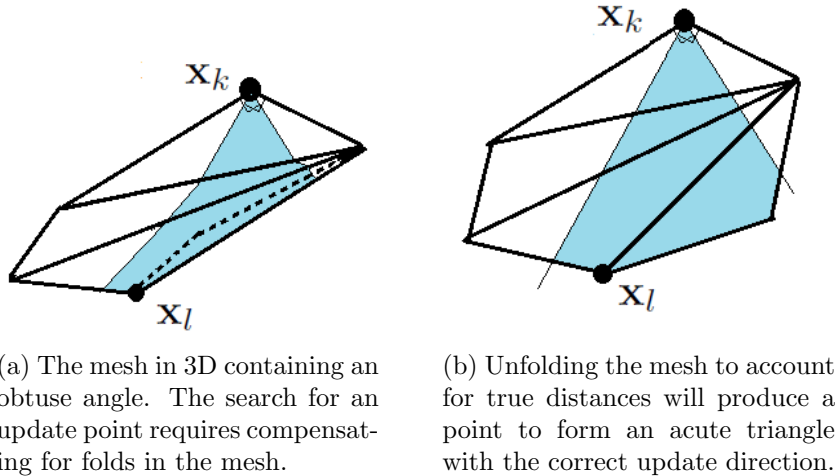 x_k
x_k
x_l
x_l
(a) The mesh in 3D containing an
obtuse angle. The search for an
update point requires compensat-
ing for folds in the mesh.
(b) Unfolding the mesh to account
for true distances will produce a
point to form an acute triangle
with the correct update direction.